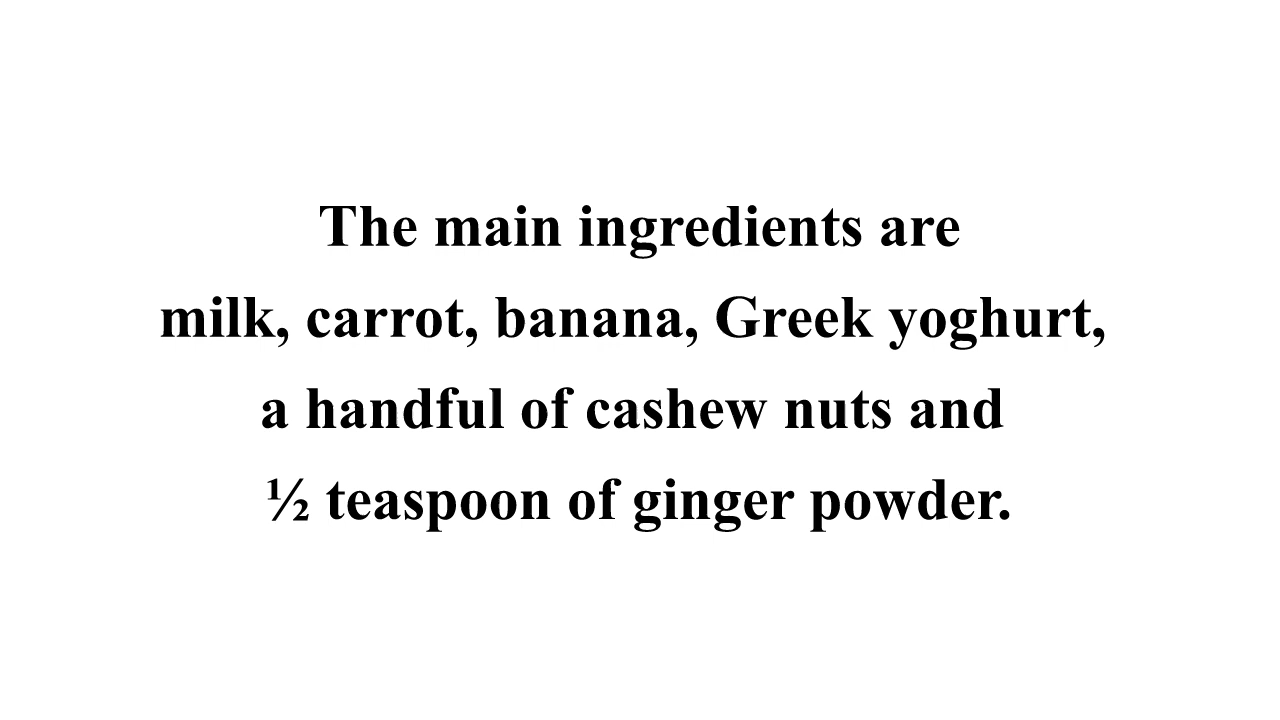 The main ingredients are
milk, carrot, banana, Greek yoghurt,
a handful of cashew nuts and
½ teaspoon of ginger powder.